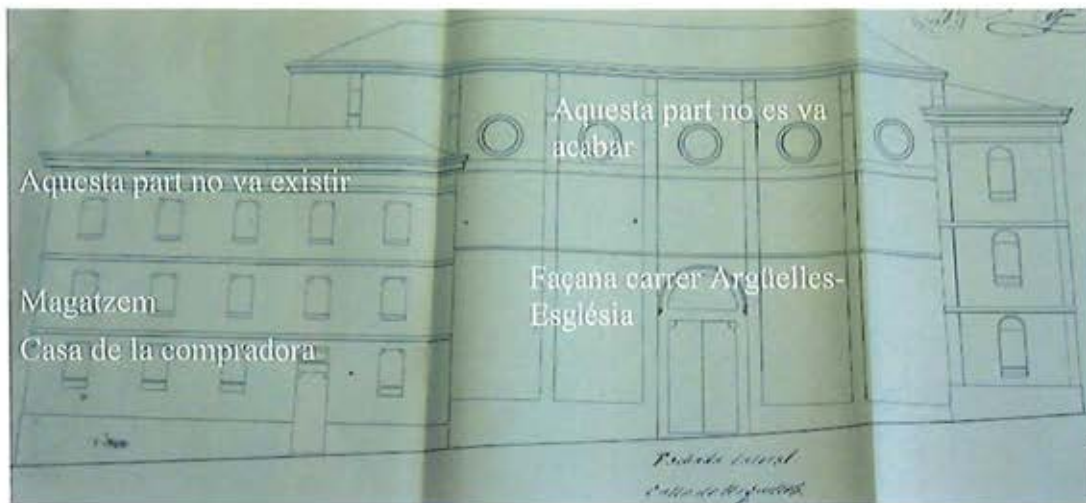 Aquesta part no es va
acabar
Aquesta part no va existir
Façana carrer Argüelles-
Església
Magatzem
Casa de la compradora